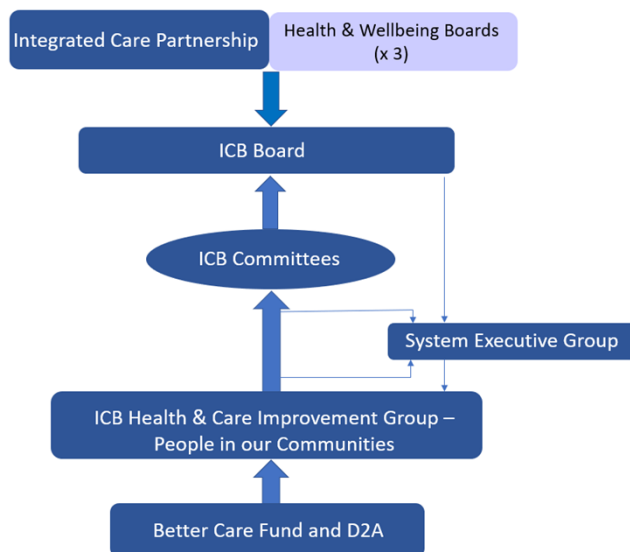 Integrated Care Partnership
Health & Wellbeing Boards
(x 3)
ICB Board
ICB Committees
System Executive Group
ICB Health & Care Improvement Group –
People in our Communities
Better Care Fund and D2A